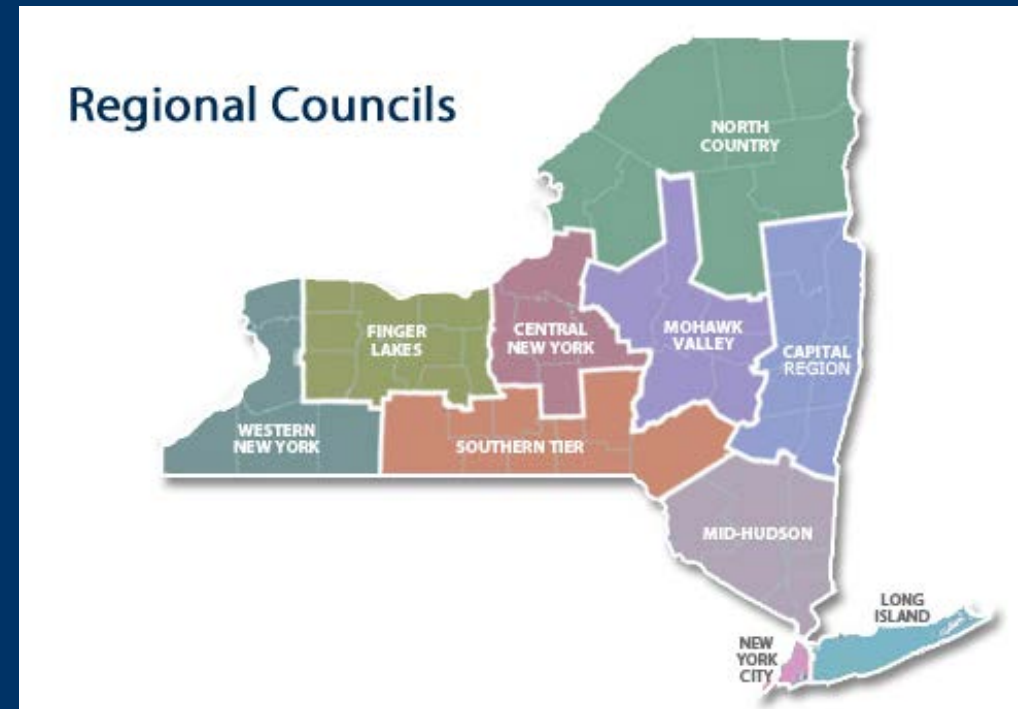 Regional Councils
NORTH
COUNTRY
FINGER
LAKES
CENTRAL
NEW YORK
MOHAWK
VALLEY
CAPITAL
REGION
WESTERN
NEW YORK
SOUTHERN TIER
MID-HUDSON
LONG
ISLAND
NEW
YORK
CITY